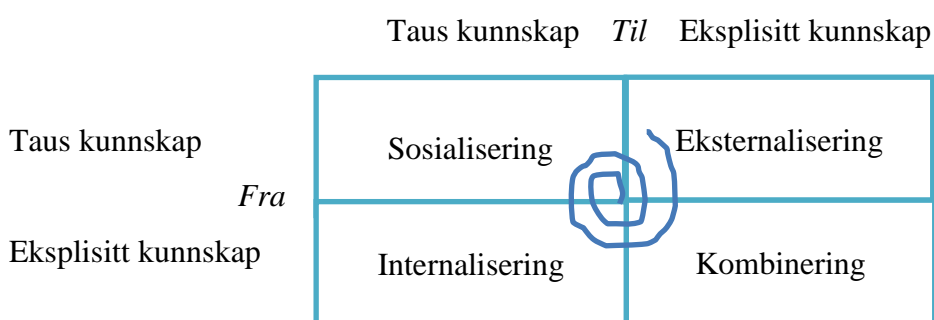 Taus kunnskap Til Eksplisitt kunnskap
Taus kunnskap Sosialisering Eksternalisering
Fra
Eksplisitt kunnskap Internalisering Kombinering